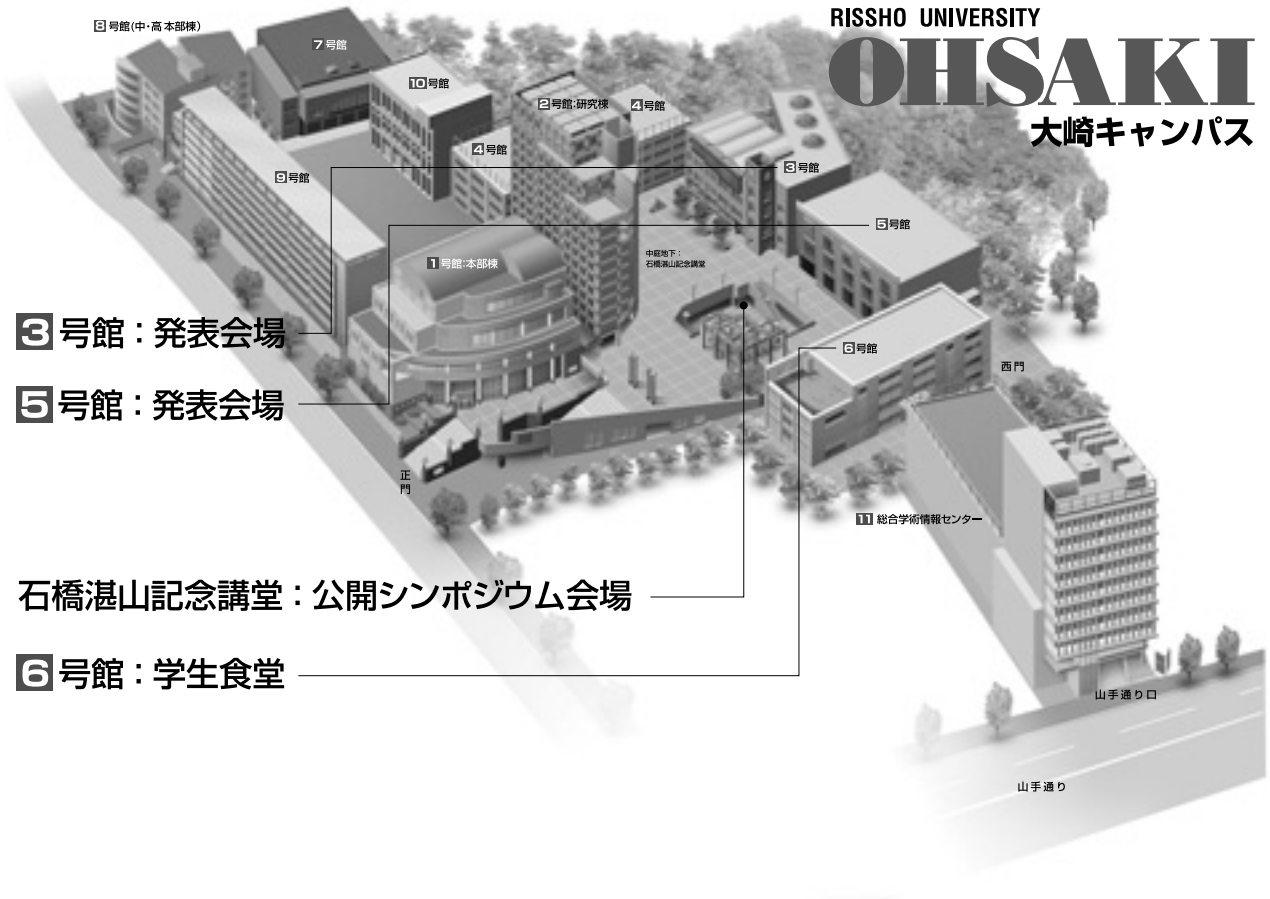 RISSHO UNIVERSITY
OHSAKI
大崎キャンパス
8号館(中・高本部棟)
7号館
10号館
2号館:研究棟
4号館
4号館
3号館
9号館
5号館
中庭地下：
石橋湛山記念講堂
1号館:本部棟
3号館：発表会場
6号館
西門
5号館：発表会場
正門
11 総合学術情報センター
石橋湛山記念講堂：公開シンポジウム会場
6号館：学生食堂
山手通り口
山手通り